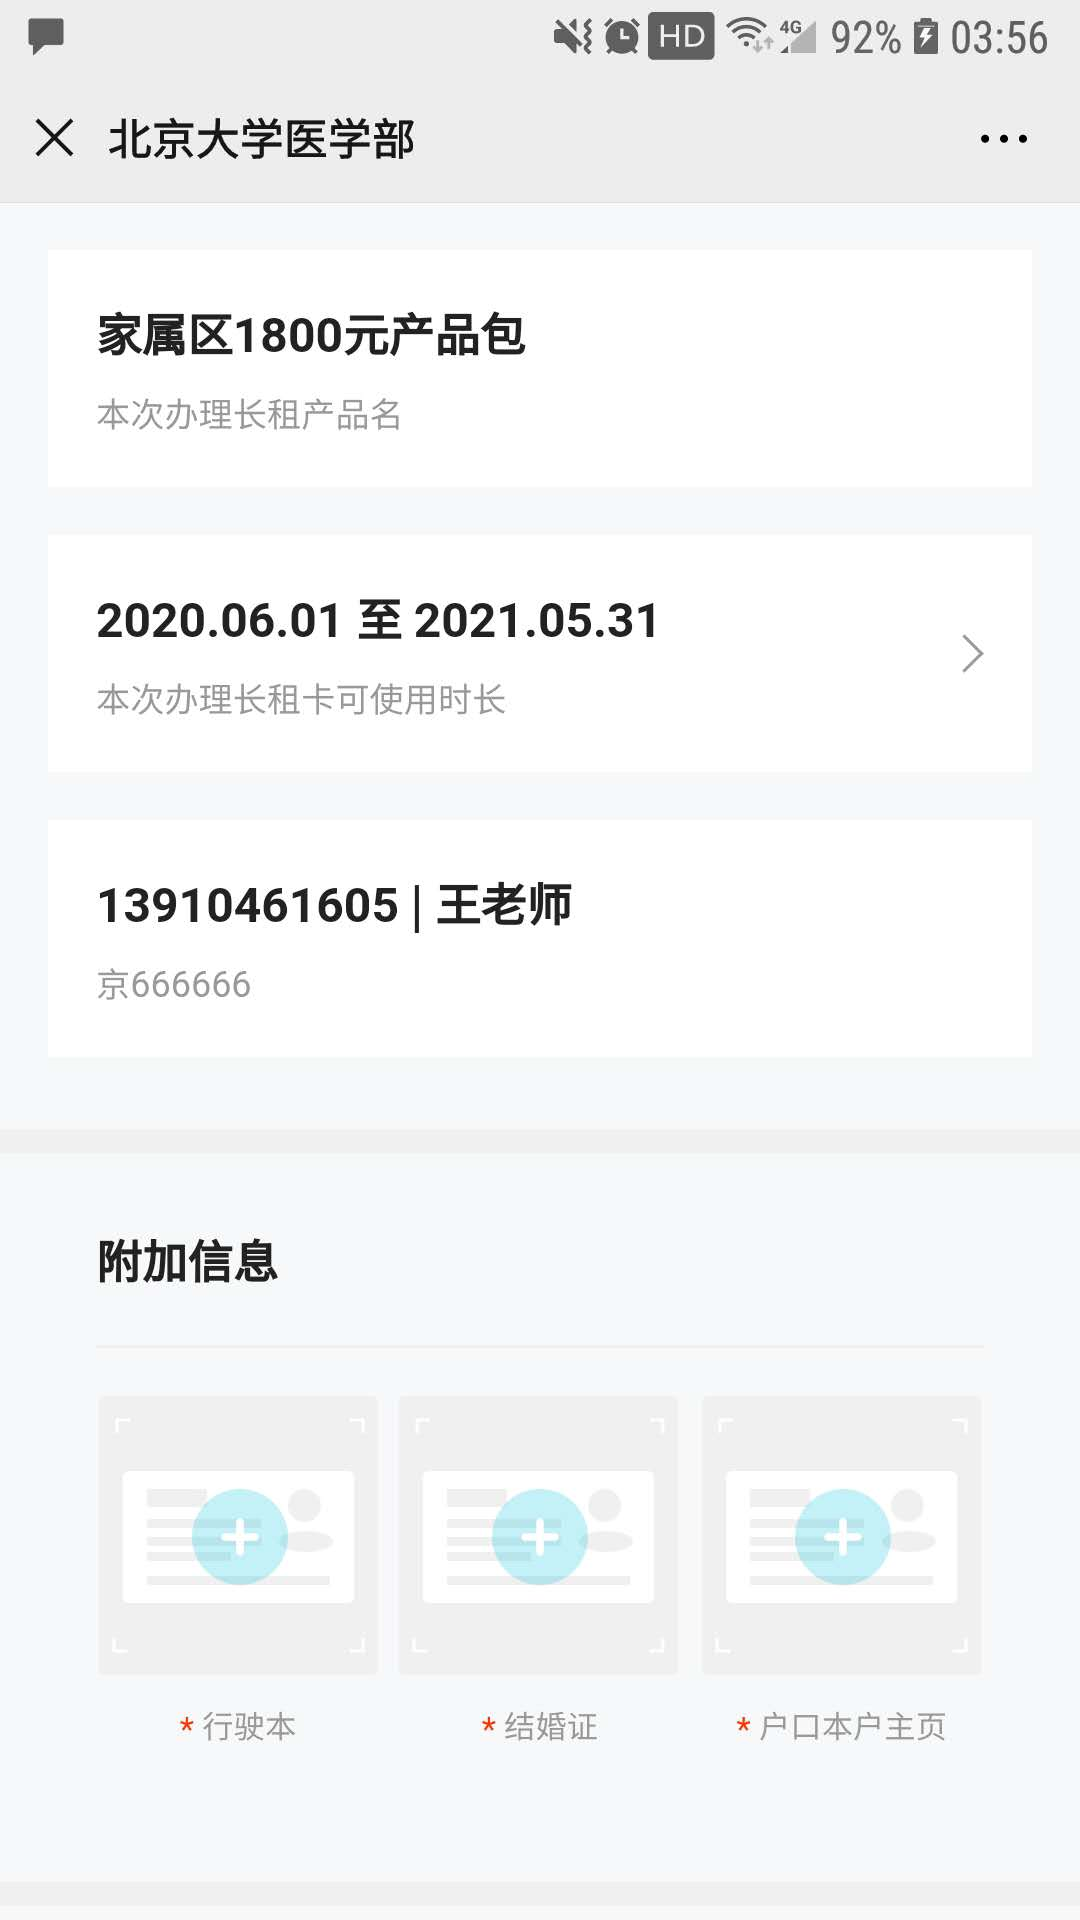 HD 4G 92% 03:56
北京大学医学部
家属区1800元产品包
本次办理长租产品名
2020.06.01 至 2021.05.31
本次办理长租卡可使用时长
13910461605 | 王老师
京666666
附加信息
* 行驶本 * 结婚证 * 户口本户主页